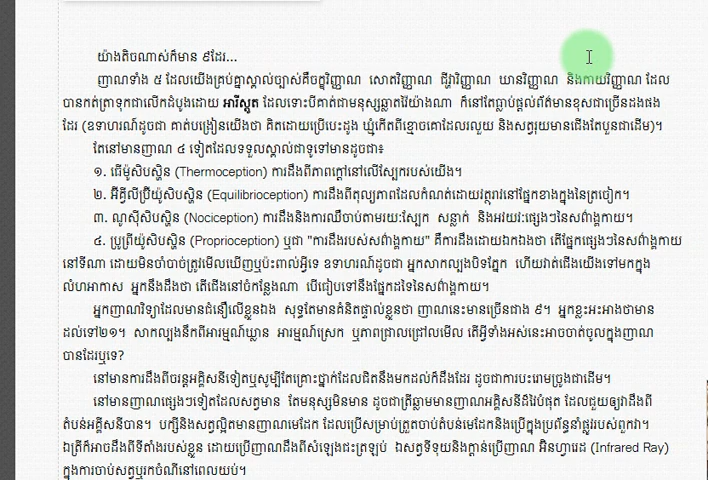 យ៉ាងតិចណាស់ក៏មាន ៩ដែរ...
ញាណទាំង ៥ ដែលយើងគ្រប់គ្នាស្គាល់ច្បាស់គឺចក្ខុវិញ្ញាណ សោតវិញ្ញាណ ជីវ្ហាវិញ្ញាណ ឃានវិញ្ញាណ និងកាយវិញ្ញាណ ដែល
បានកត់ត្រាទុកជាលើកដំបូងដោយ អារីស្តូត ដែលទោះបីគាត់ជាមនុស្សឆ្លាតវៃយ៉ាងណា ក៏នៅតែធ្លាប់ផ្តល់ព័ត៌មានខុសជាច្រើនដងផង
ដែរ (ឧទាហរណ៍ដូចជា គាត់បង្រៀនយើងថា គិតដោយប្រើបេះដូង ឃ្មុំកើតពីខ្មោចគោដែលរលួយ និងសត្វរុយមានជើងតែបួនជាដើម)។
តែនៅមានញាណ ៤ ទៀតដែលទទួលស្គាល់ជាទូទៅមានដូចជា៖
១. ធើម៉ូសិបស្ហិន (Thermoception) ការដឹងពីភាពក្តៅនៅលើស្បែករបស់យើង។
២. អ៊ីគ្វីលីប្រ៊ីយ៉ូសិបស្ហិន (Equilibrioception) ការដឹងពីតុល្យភាពដែលកំណត់ដោយវត្ថុរាវនៅផ្នែកខាងក្នុងនៃត្រចៀក។
៣. ណូស៊ីសិបស្ហិន (Nociception) ការដឹងនិងការឈឺចាប់តាមរយៈស្បែក សន្លាក់ និងអវយវៈផ្សេងៗនៃសព៌ាង្គកាយ។
៤. ប្រូព្រីយ៉ូសិបស្ហិន (Proprioception) ឬជា "ការដឹងរបស់សព៌ាង្គកាយ" គឺការដឹងដោយឯកឯងថា តើផ្នែកផ្សេងៗនៃសព៌ាង្គកាយ
នៅទីណា ដោយមិនចាំបាច់ត្រូវមើលឃើញឬប៉ះពាល់អ្វីទេ ឧទាហរណ៍ដូចជា អ្នកសាកល្បងបិទភ្នែក ហើយវាត់ជើងយើងទៅមកក្នុង
លំហអាកាស អ្នកនឹងដឹងថា តើជើងនៅចំកន្លែងណា បើជៀបទៅនឹងផ្នែកដទៃនៃសព៌ាង្គកាយ។
អ្នកញាណវិទ្យាដែលមានជំនឿលើខ្លួនឯង សុទ្ធតែមានគំនិតផ្ទាល់ខ្លួនថា ញាណនេះមានច្រើនជាង ៩។ អ្នកខ្លះអះអាងថាមាន
ដល់ទៅ២១។ សាកល្បងនឹកពីអារម្មណ៍ឃ្លាន អារម្មណ៍ស្រេក ឬភាពជ្រាលជ្រៅលមើល តើអ្វីទាំងអស់នេះអាចចាត់ចូលក្នុងញាណ
បានដែរឬទេ?
នៅមានការដឹងពីចរន្តអគ្គិសនីទៀតឬសូម្បីតែគ្រោះថ្នាក់ដែលជិតនឹងមកដល់ក៏ដឹងដែរ ដូចជាការបះរោមច្រូងជាដើម។
នៅមានញាណផ្សេងៗទៀតដែលសត្វមាន តែមនុស្សមិនមាន ដូចជាត្រីឆ្លាមមានញាណអគ្គិសនីដ៏វៃបំផុត ដែលជួយឲ្យវាដឹងពី
តំបន់អគ្គីសនីបាន។ បក្សីនិងសត្វល្អិតមានញាណមេដែក ដែលប្រើសម្រាប់ត្រួតចាប់តំបន់មេដែកនិងប្រើក្នុងប្រព័ន្ធនាំផ្លូវរបស់ពួកវា។
ឯត្រីក៏អាចដឹងពីទីតាំងរបស់ខ្លួន ដោយប្រើញាណដឹងពីសំឡេងជះត្រឡប់ ឯសត្វទីទុយនិងក្តាន់ប្រើញាណ អ៊ិនហ្វារេដ (Infrared Ray)
ក្នុងការចាប់សត្វឬរកចំណីនៅពេលយប់។